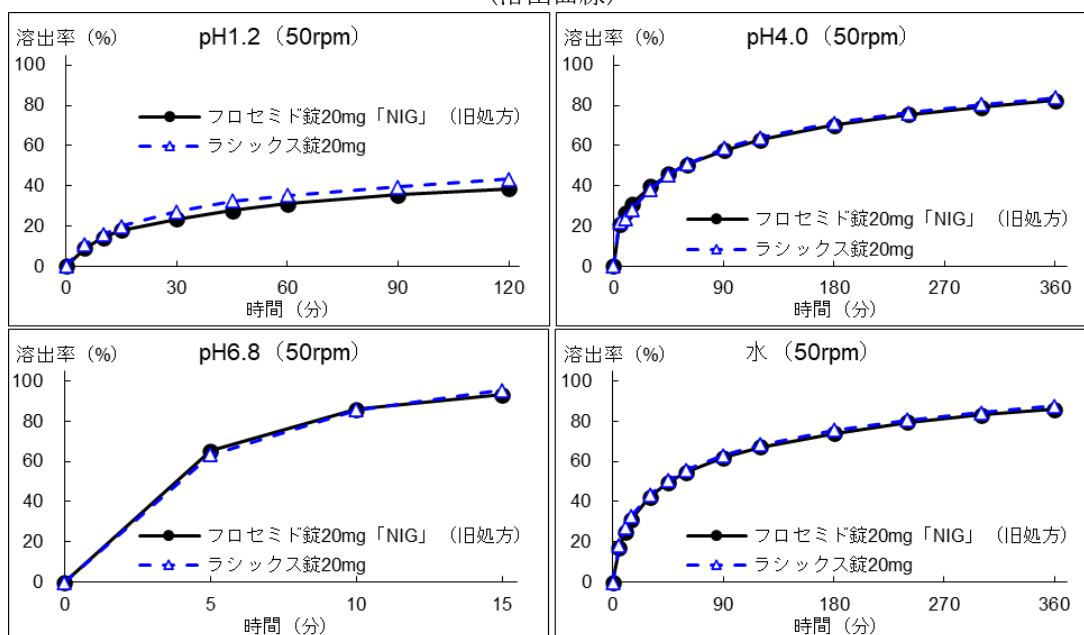 (溶出曲線)
溶出率 (%)
pH1.2 (50rpm)
100
80
60
40
20
0
フロセミド錠20mg「NIG」 (旧処方)
ラシックス錠20mg
0 30 60 90 120
時間 (分)
溶出率 (%)
pH4.0 (50rpm)
100
80
60
40
20
0
フロセミド錠20mg「NIG」 (旧処方)
ラシックス錠20mg
0 90 180 270 360
時間 (分)
溶出率 (%)
pH6.8 (50rpm)
100
80
60
40
20
0
フロセミド錠20mg「NIG」 (旧処方)
ラシックス錠20mg
0 5 10 15
時間 (分)
溶出率 (%)
水 (50rpm)
100
80
60
40
20
0
フロセミド錠20mg「NIG」 (旧処方)
ラシックス錠20mg
0 90 180 270 360
時間 (分)